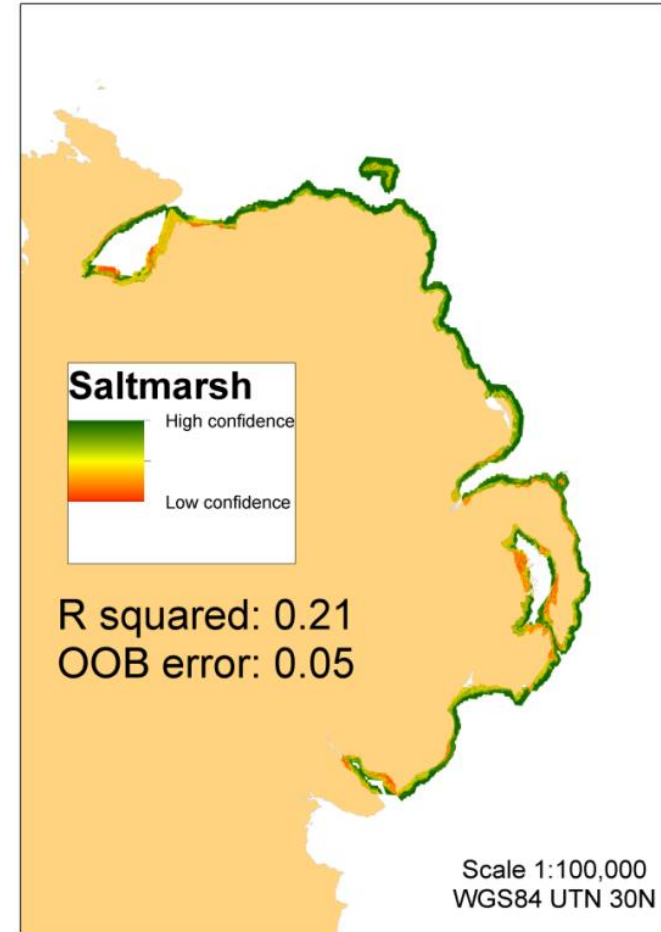 Saltmarsh
High confidence
Low confidence
R squared: 0.21
OOB error: 0.05
Scale 1:100,000
WGS84 UTN 30N